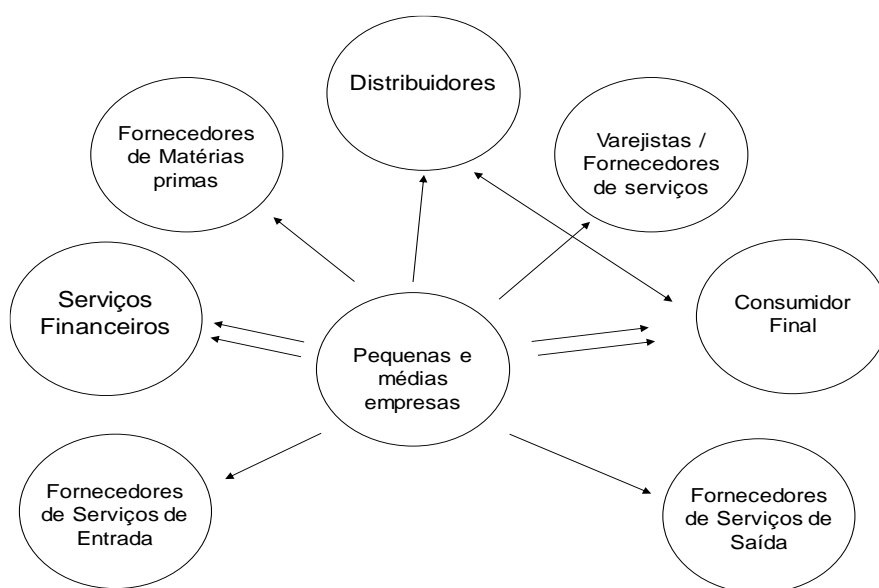 Distribuidores
Fornecedores
de Matérias
primas
Varejistas /
Fornecedores
de serviços
Serviços
Financeiros
Consumidor
Final
Pequenas e
médias
empresas
Fornecedores
de Serviços de
Entrada
Fornecedores
de Serviços de
Saída